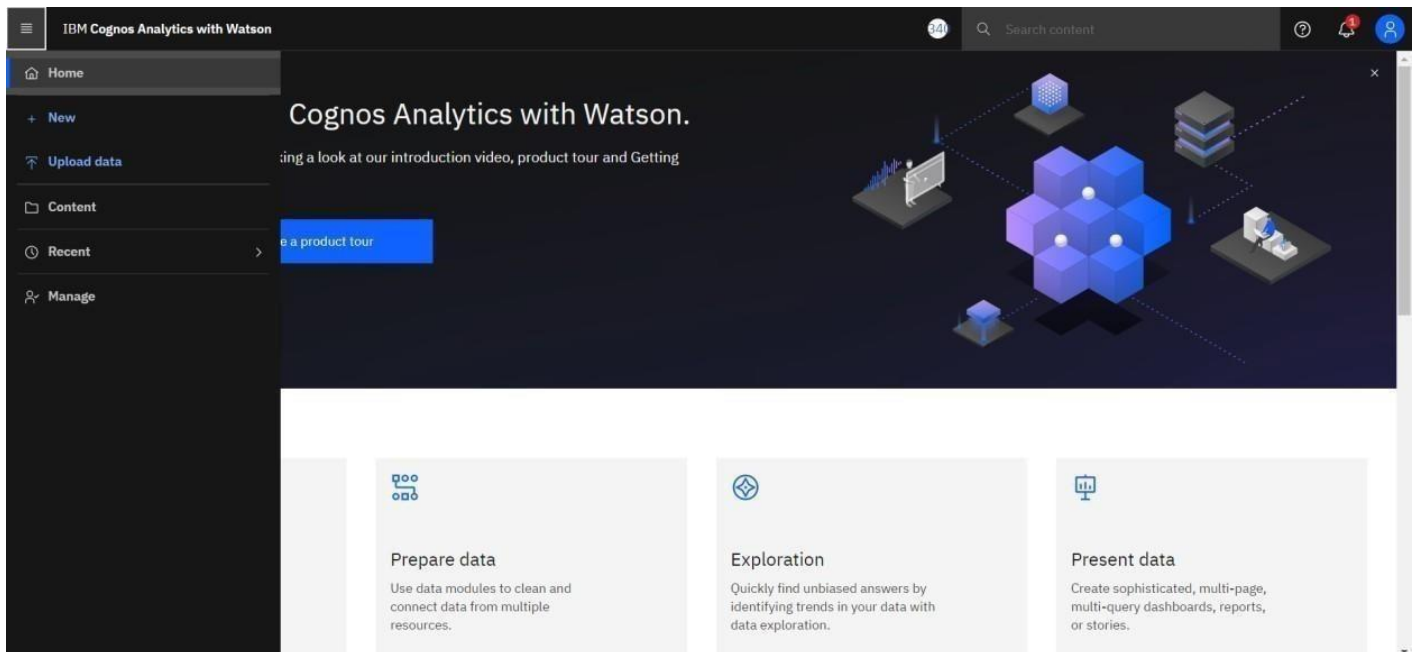 IBM Cognos Analytics with Watson
Search content
1
Home
New
Upload data
Content
Recent
Manage
Cognos Analytics with Watson.
king a look at our introduction video, product tour and Getting
e a product tour
Prepare data
Use data modules to clean and
connect data from multiple
resources.
Exploration
Quickly find unbiased answers by
identifying trends in your data with
data exploration.
Present data
Create sophisticated, multi-page,
multi-query dashboards, reports,
or stories.